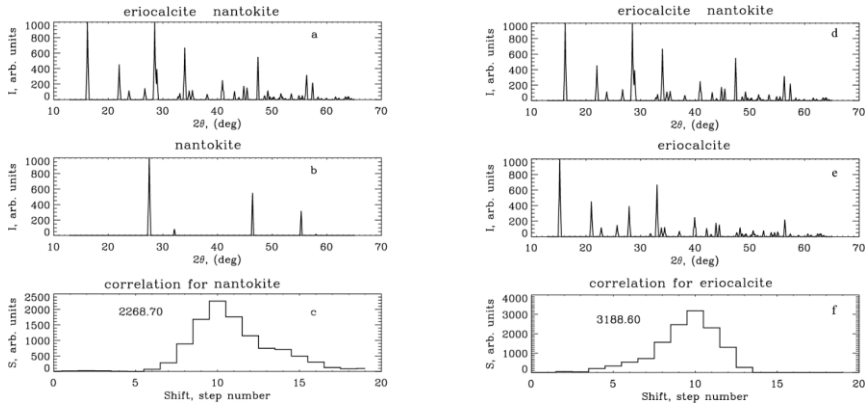 eriocalcite nantokite
a
I, arb. units
1000
800
600
400
200
0
10 20 30 40 50 60 70
2θ, (deg)
nantokite
b
I, arb. units
1000
800
600
400
200
0
10 20 30 40 50 60 70
2θ, (deg)
correlation for nantokite
2268.70
c
S, arb. units
2500
2000
1500
1000
500
0
0 5 10 15 20
Shift, step number
eriocalcite nantokite
d
I, arb. units
1000
800
600
400
200
0
10 20 30 40 50 60 70
2θ, (deg)
eriocalcite
e
I, arb. units
1000
800
600
400
200
0
10 20 30 40 50 60 70
2θ, (deg)
correlation for eriocalcite
3188.60
f
S, arb. units
4000
3000
2000
1000
0
0 5 10 15 20
Shift, step number